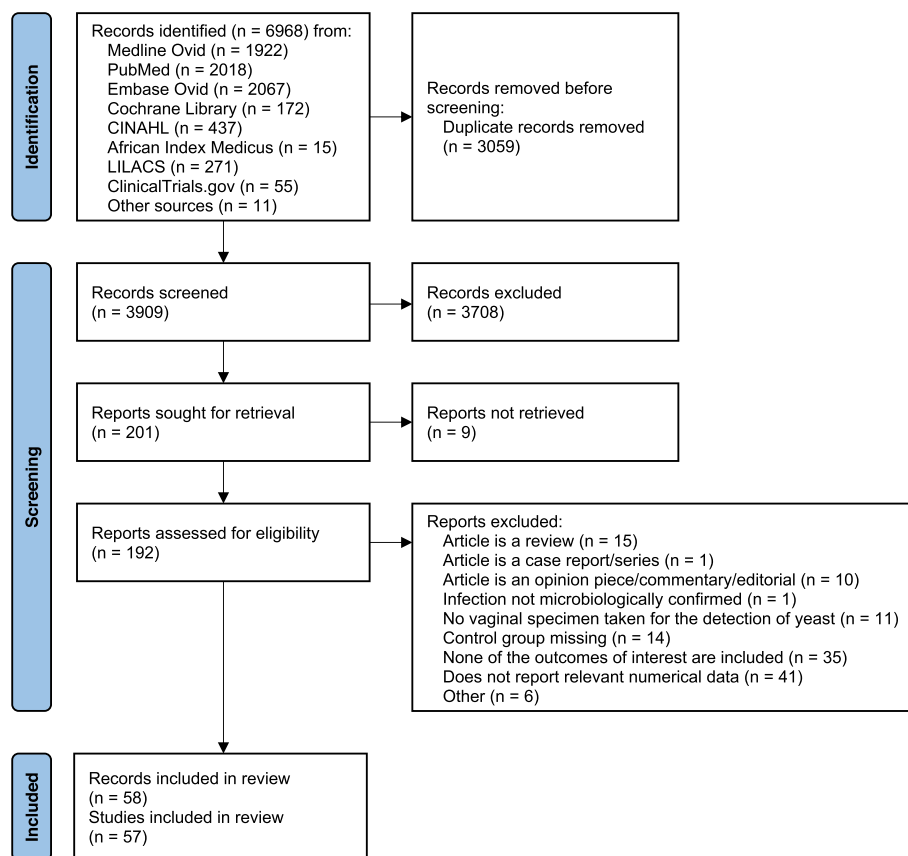 Identification
Records identified (n = 6968) from:
Medline Ovid (n = 1922)
PubMed (n = 2018)
Embase Ovid (n = 2067)
Cochrane Library (n = 172)
CINAHL (n = 437)
African Index Medicus (n = 15)
LILACS (n = 271)
ClinicalTrials.gov (n = 55)
Other sources (n = 11)
Records removed before
screening:
Duplicate records removed
(n = 3059)
Screening
Records screened
(n = 3909)
Records excluded
(n = 3708)
Reports sought for retrieval
(n = 201)
Reports not retrieved
(n = 9)
Reports assessed for eligibility
(n = 192)
Reports excluded:
Article is a review (n = 15)
Article is a case report/series (n = 1)
Article is an opinion piece/commentary/editorial (n = 10)
Infection not microbiologically confirmed (n = 1)
No vaginal specimen taken for the detection of yeast (n = 11)
Control group missing (n = 14)
None of the outcomes of interest are included (n = 35)
Does not report relevant numerical data (n = 41)
Other (n = 6)
Included
Records included in review
(n = 58)
Studies included in review
(n = 57)